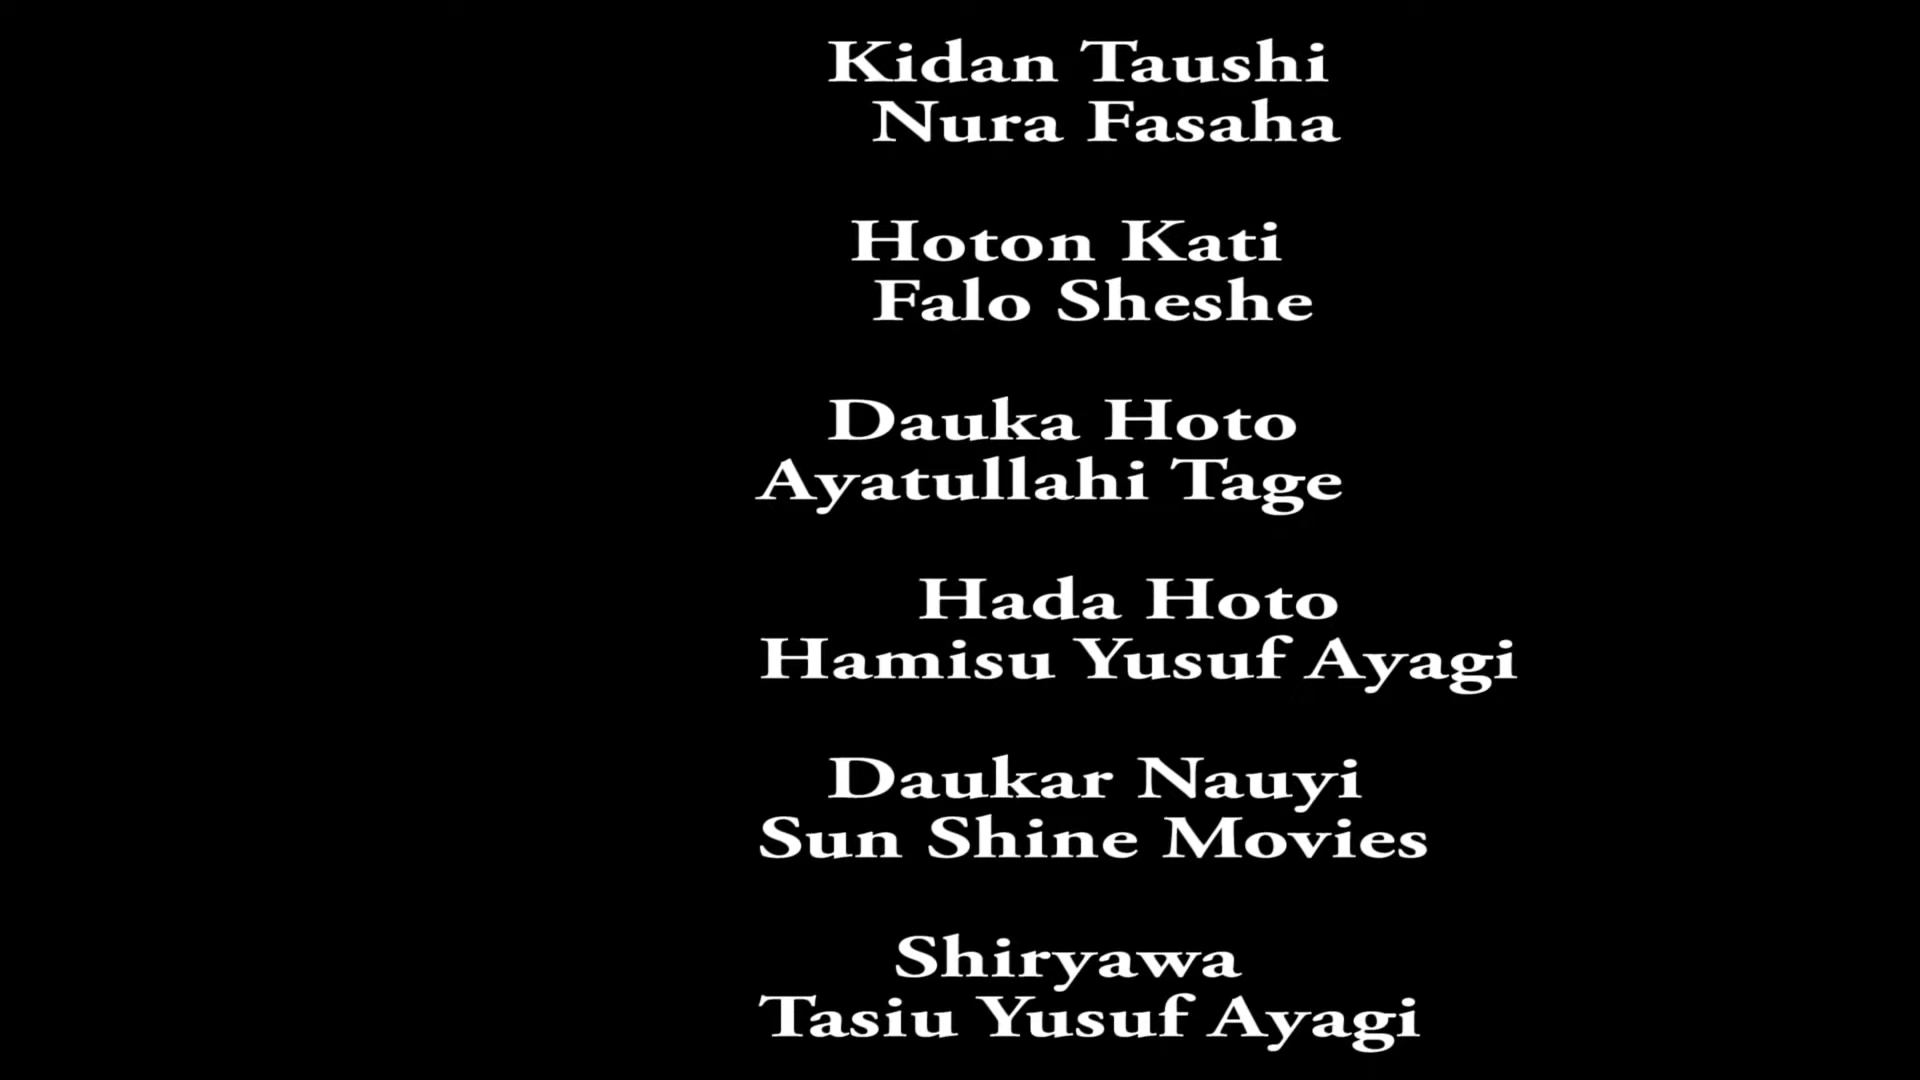 Kidan Taushi
Nura Fasaha
Hoton Kati
Falo Sheshe
Dauka Hoto
Ayatullahi Tage
Hada Hoto
Hamisu Yusuf Ayagi
Daukar Nauyi
Sun Shine Movies
Shiryawa
Tasiu Yusuf Ayagi